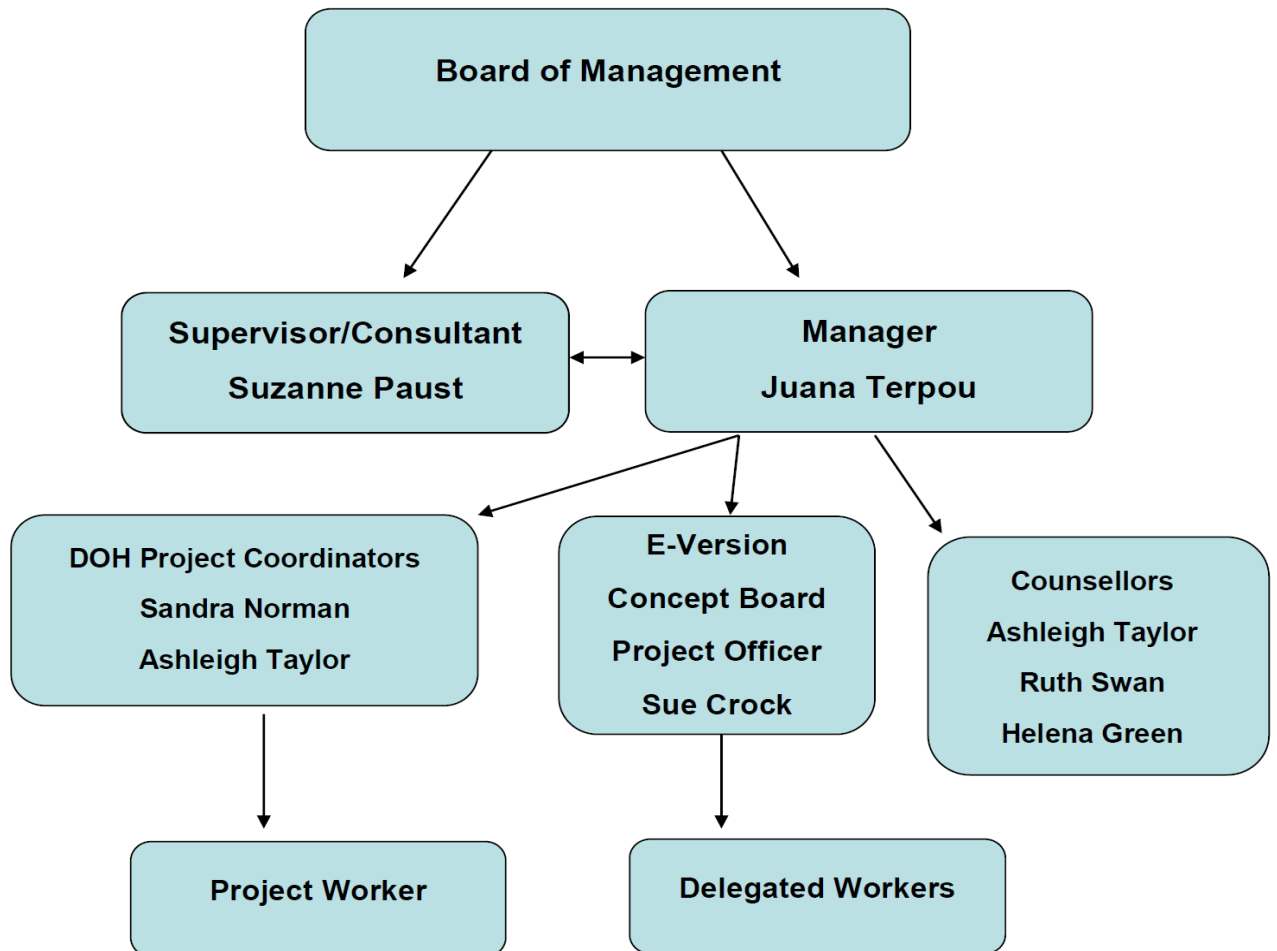 Board of Management
Supervisor/Consultant
Suzanne Paust
Manager
Juana Terpou
DOH Project Coordinators
Sandra Norman
Ashleigh Taylor
E-Version
Concept Board
Project Officer
Sue Crock
Counsellors
Ashleigh Taylor
Ruth Swan
Helena Green
Project Worker
Delegated Workers